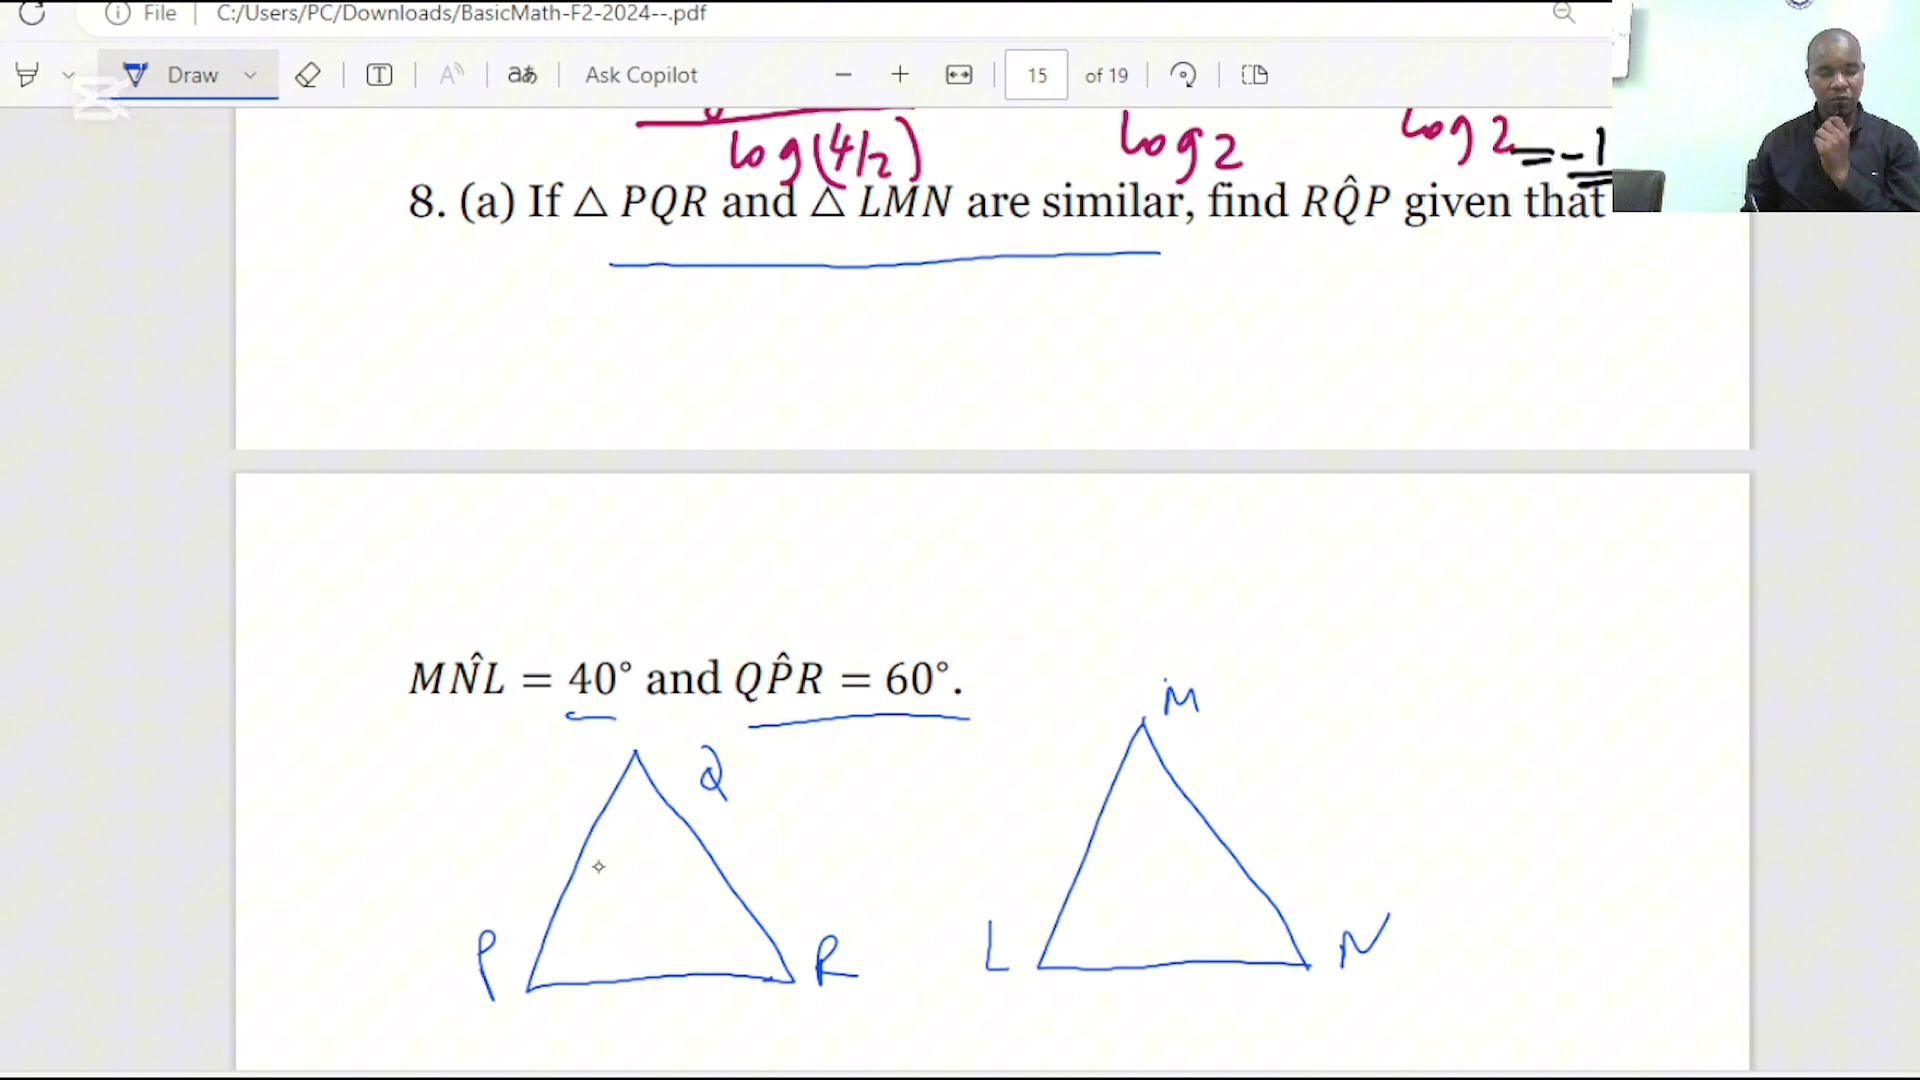 File C:/Users/PC/Downloads/BasicMath-F2-2024--.pdf
Draw T A aあ Ask Copilot − + 15 of 19
log(4/2) log 2 log 2 = -1
8. (a) If △ PQR and △ LMN are similar, find RQ̂P given that
MN̂L = 40° and QP̂R = 60°.
M
Q
P R L N